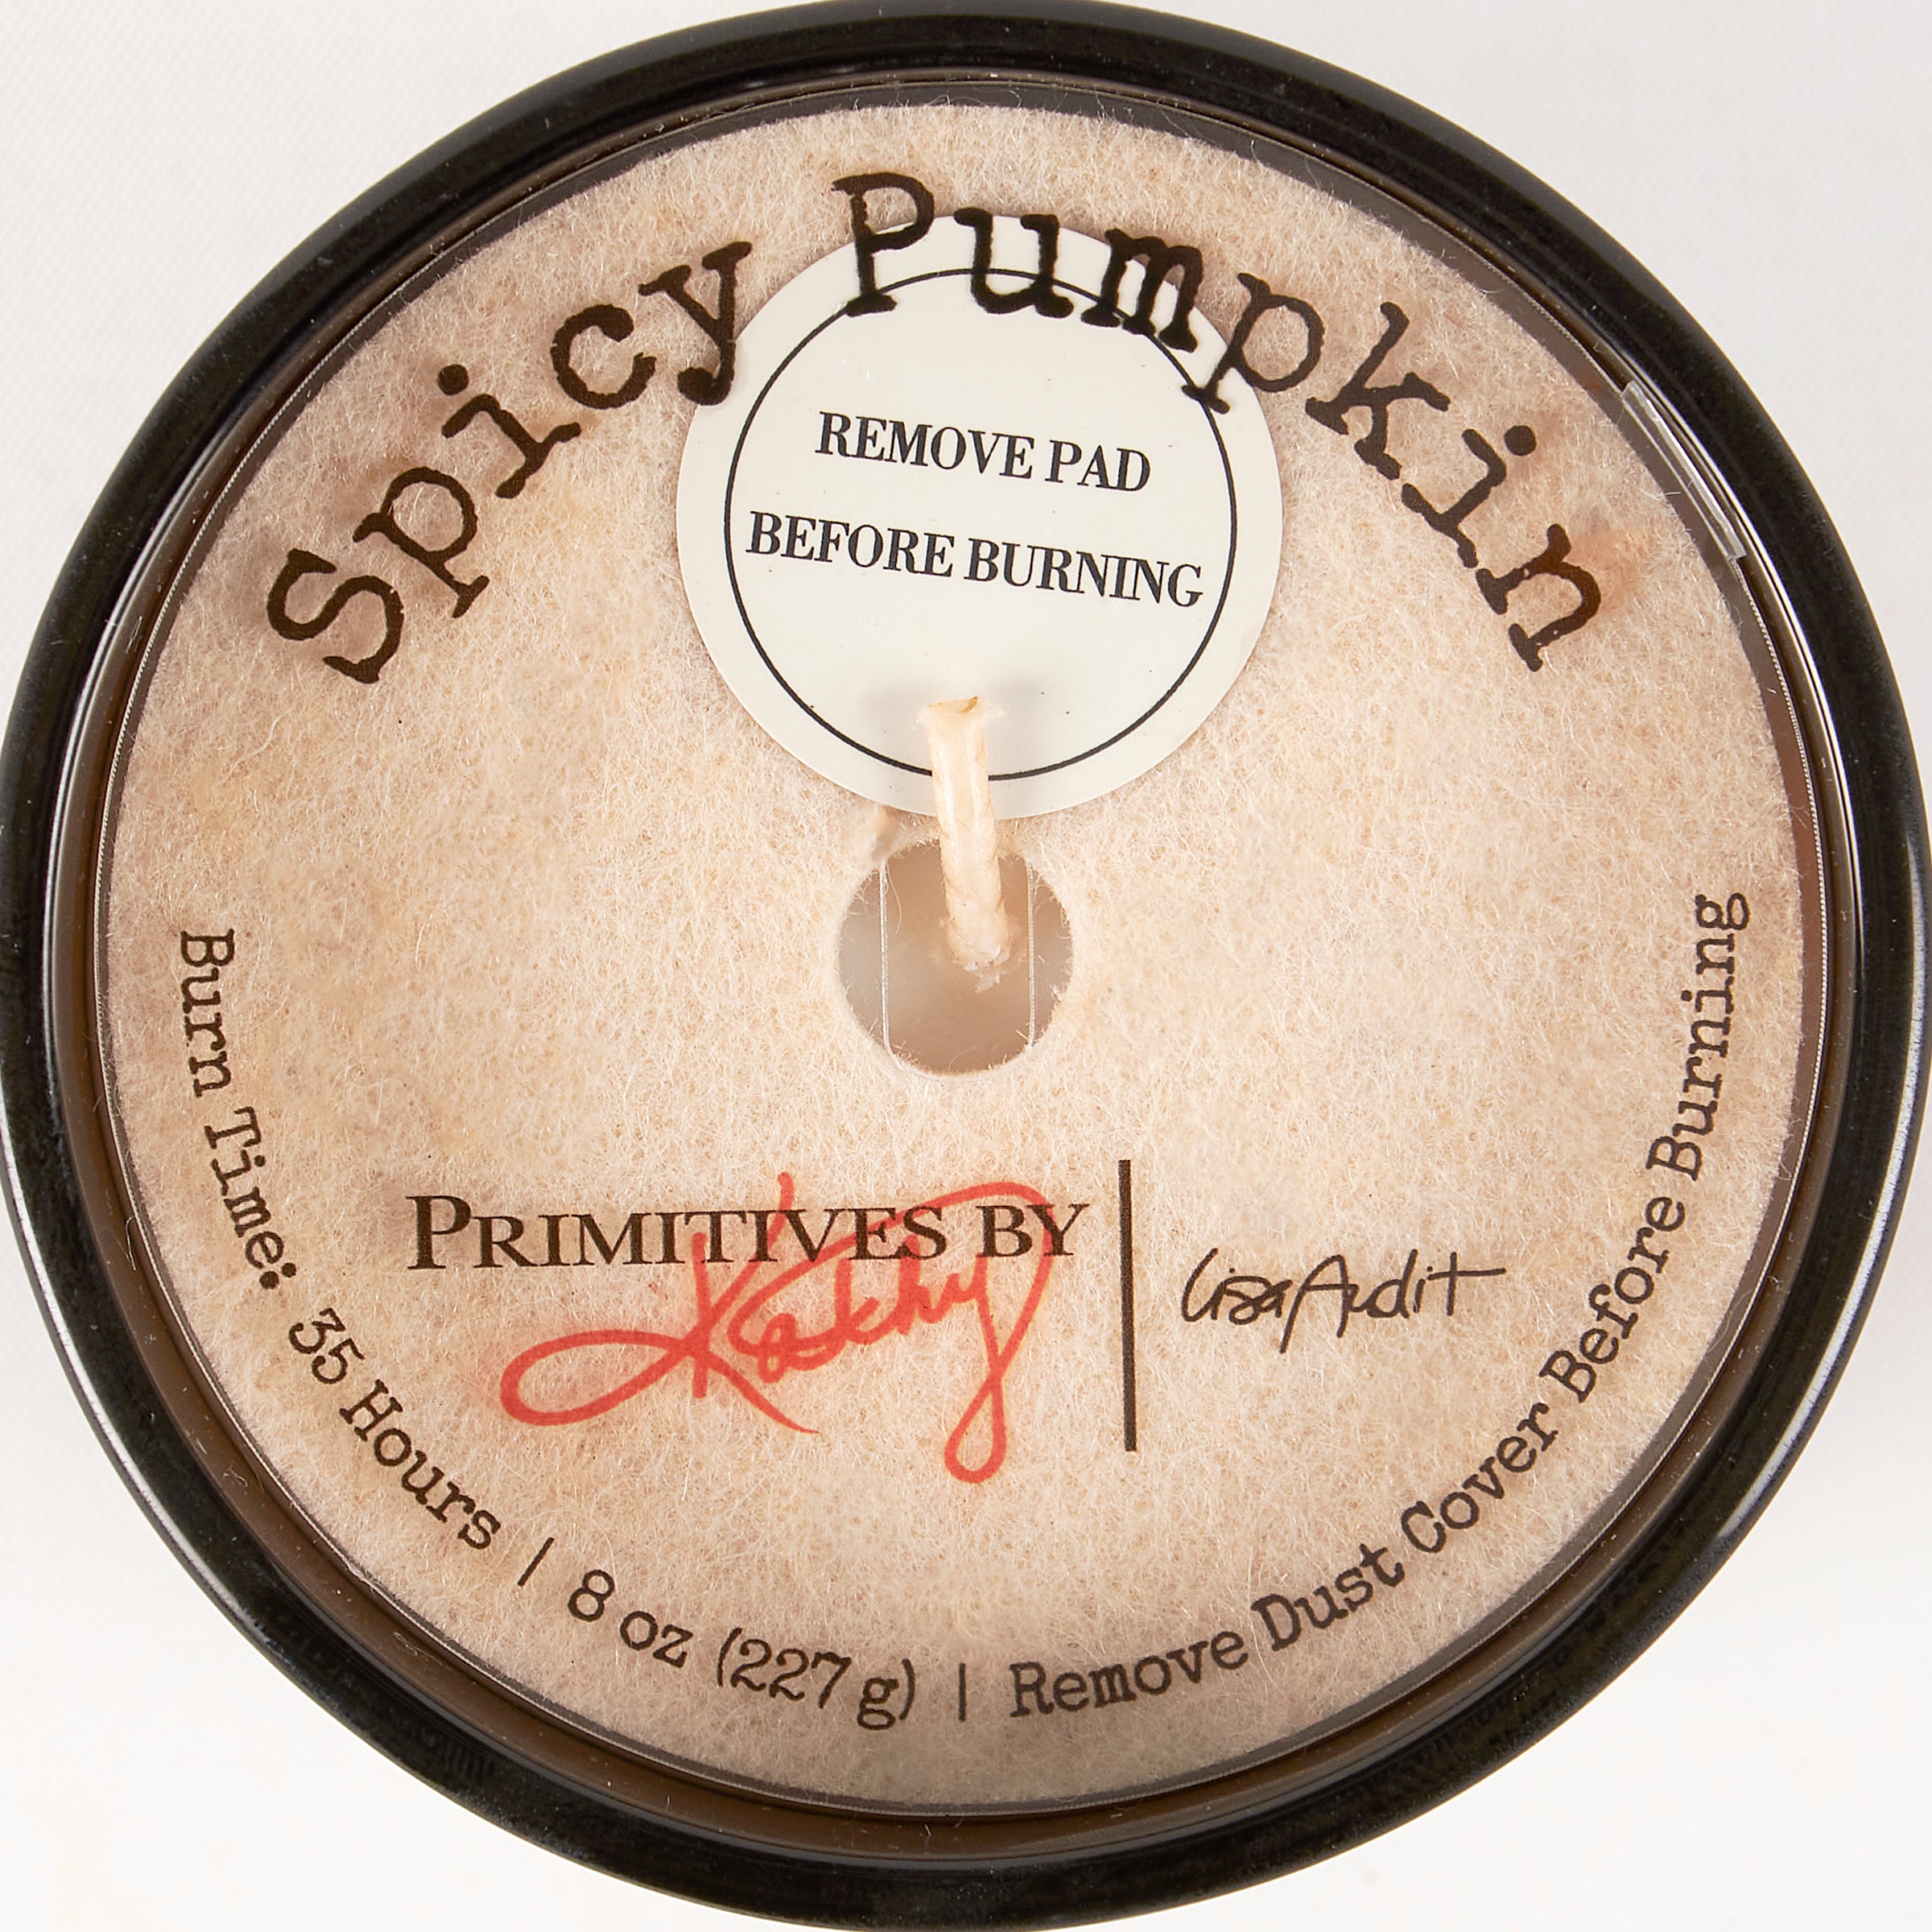 Spicy Pumpkin
REMOVE PAD
BEFORE BURNING
PRIMITIVES BY
Kathy
Lisa Audit
Burn Time: 35 Hours | 8 oz (227 g) | Remove Dust Cover Before Burning